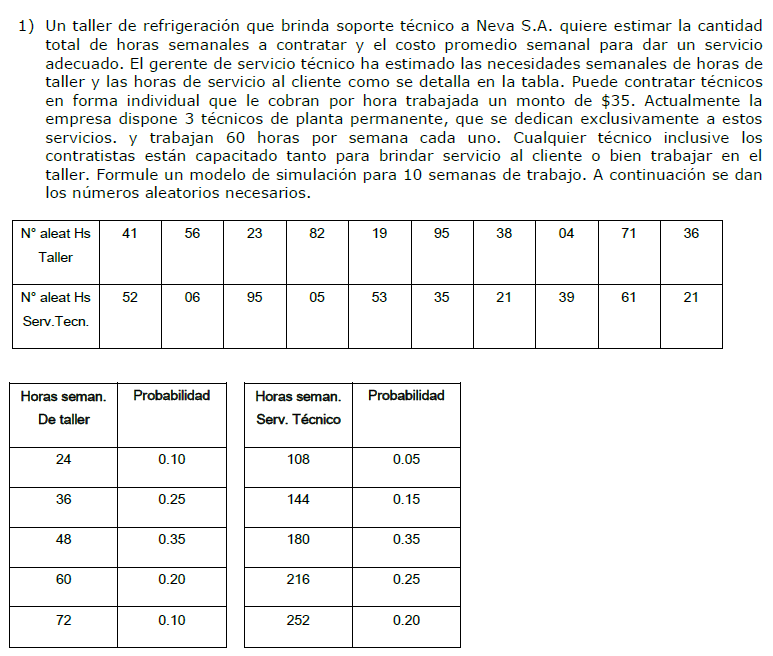 1) Un taller de refrigeración que brinda soporte técnico a Neva S.A. quiere estimar la cantidad
total de horas semanales a contratar y el costo promedio semanal para dar un servicio
adecuado. El gerente de servicio técnico ha estimado las necesidades semanales de horas de
taller y las horas de servicio al cliente como se detalla en la tabla. Puede contratar técnicos
en forma individual que le cobran por hora trabajada un monto de $35. Actualmente la
empresa dispone 3 técnicos de planta permanente, que se dedican exclusivamente a estos
servicios. y trabajan 60 horas por semana cada uno. Cualquier técnico inclusive los
contratistas están capacitado tanto para brindar servicio al cliente o bien trabajar en el
taller. Formule un modelo de simulación para 10 semanas de trabajo. A continuación se dan
los números aleatorios necesarios.
N° aleat Hs Taller 41 56 23 82 19 95 38 04 71 36
N° aleat Hs Serv.Tecn. 52 06 95 05 53 35 21 39 61 21
Horas seman. De taller Probabilidad
24 0.10
36 0.25
48 0.35
60 0.20
72 0.10
Horas seman. Serv. Técnico Probabilidad
108 0.05
144 0.15
180 0.35
216 0.25
252 0.20